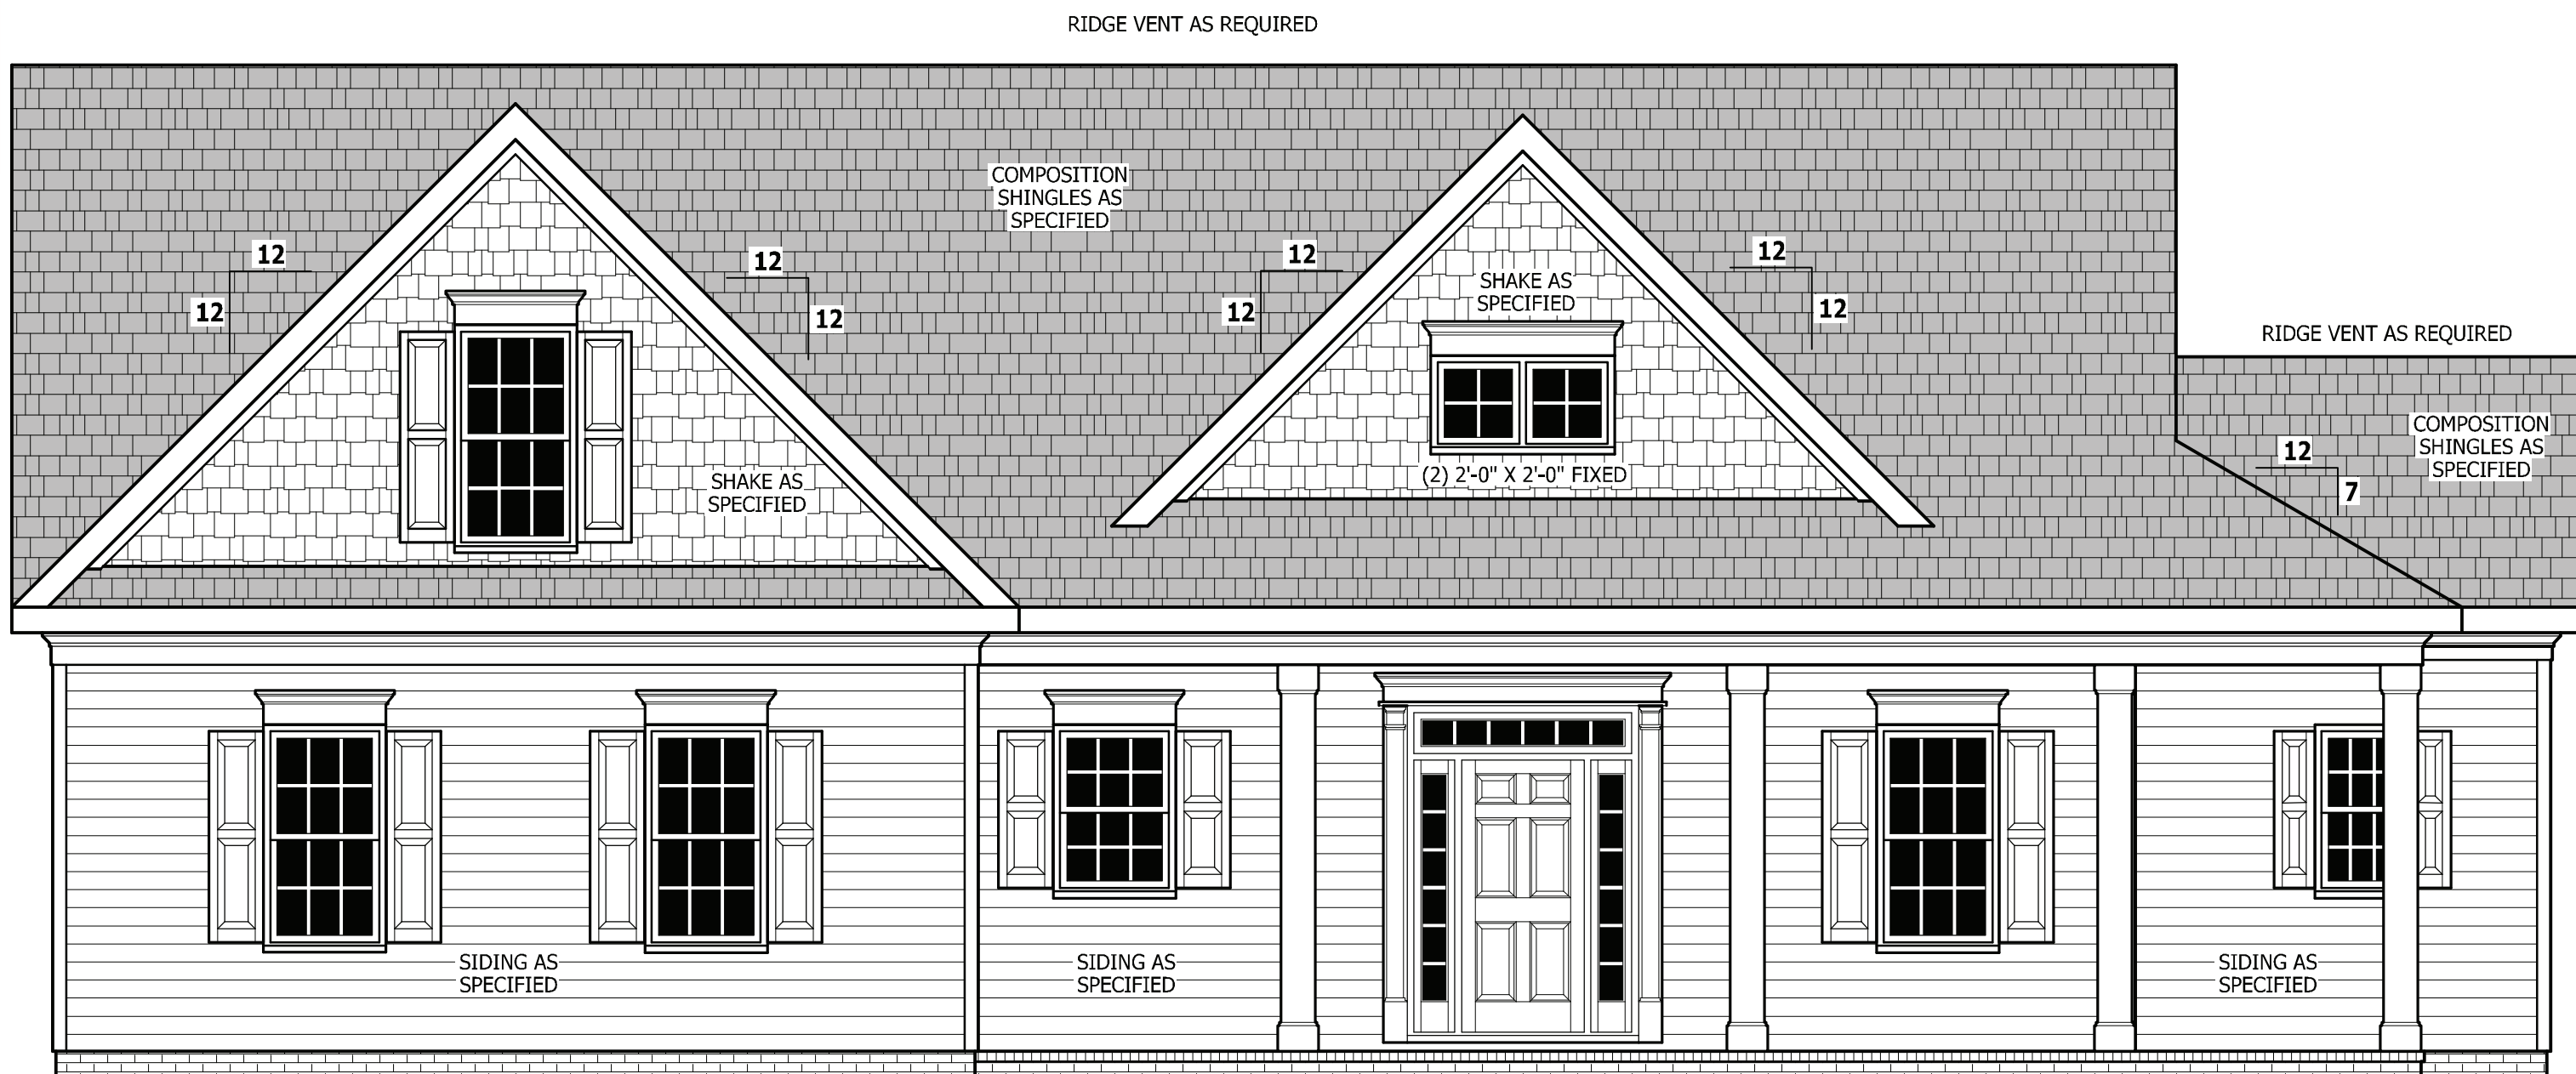 RIDGE VENT AS REQUIRED
COMPOSITION
SHINGLES AS
SPECIFIED
12
12
12
12
12
12
12
12
SHAKE AS
SPECIFIED
RIDGE VENT AS REQUIRED
COMPOSITION
SHINGLES AS
SPECIFIED
12
7
SHAKE AS
SPECIFIED
(2) 2'-0" X 2'-0" FIXED
SIDING AS
SPECIFIED
SIDING AS
SPECIFIED
SIDING AS
SPECIFIED